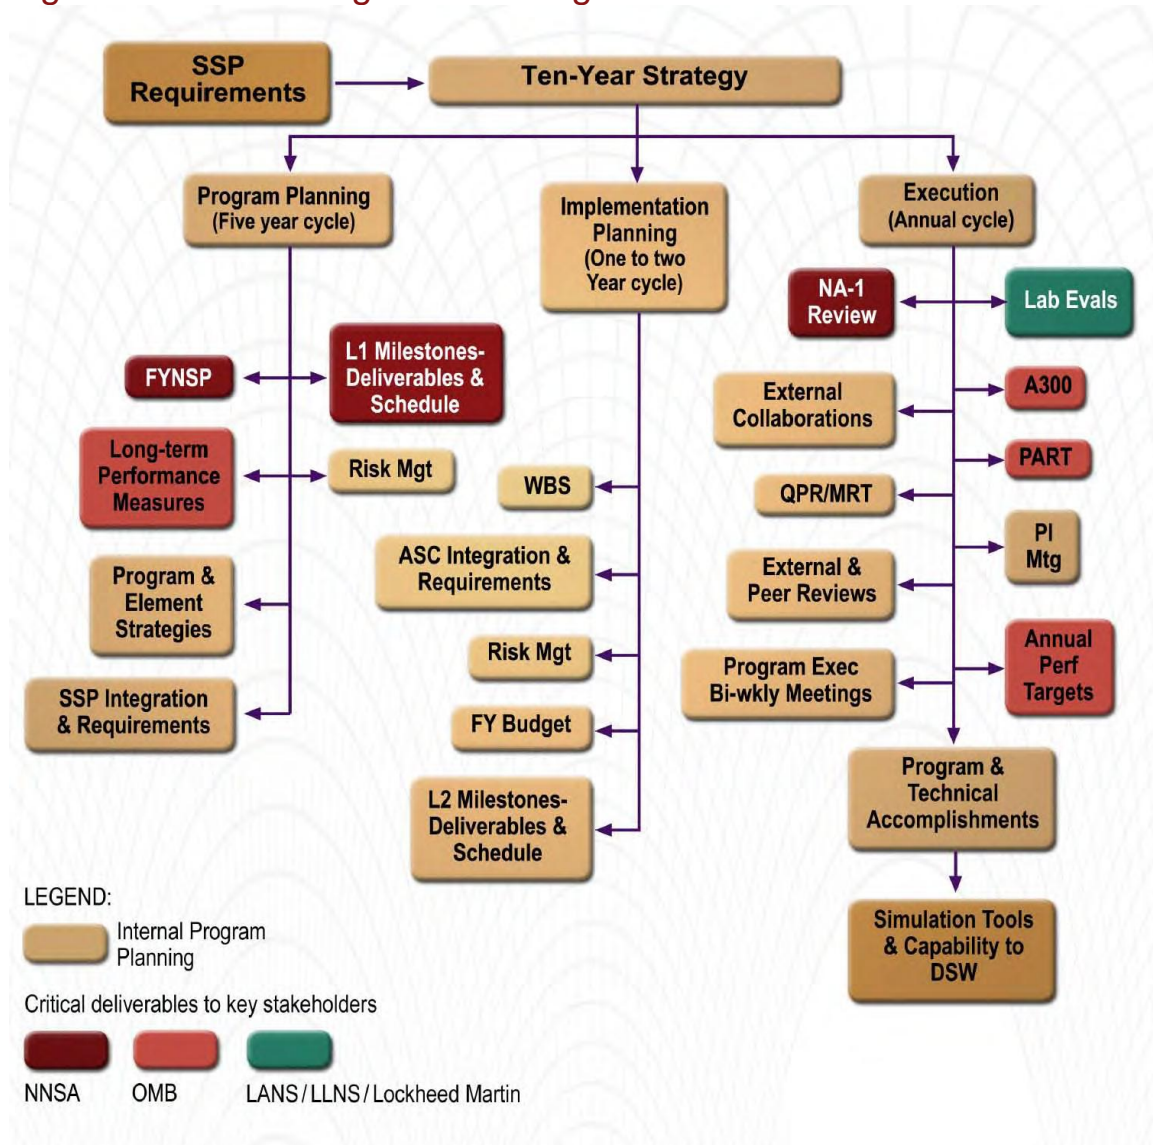 SSP
Requirements
Ten-Year Strategy
Program Planning
(Five year cycle)
FYNSP
L1 Milestones-
Deliverables &
Schedule
Long-term
Performance
Measures
Risk Mgt
Program &
Element
Strategies
SSP Integration
& Requirements
Implementation
Planning
(One to two
Year cycle)
WBS
ASC Integration &
Requirements
Risk Mgt
FY Budget
L2 Milestones-
Deliverables &
Schedule
Execution
(Annual cycle)
NA-1
Review
Lab Evals
External
Collaborations
A300
PART
QPR/MRT
PI
Mtg
External &
Peer Reviews
Annual
Perf
Targets
Program Exec
Bi-wkly Meetings
Program &
Technical
Accomplishments
Simulation Tools
& Capability to
DSW
LEGEND:
Internal Program
Planning
Critical deliverables to key stakeholders
NNSA
OMB
LANS/LLNS/Lockheed Martin